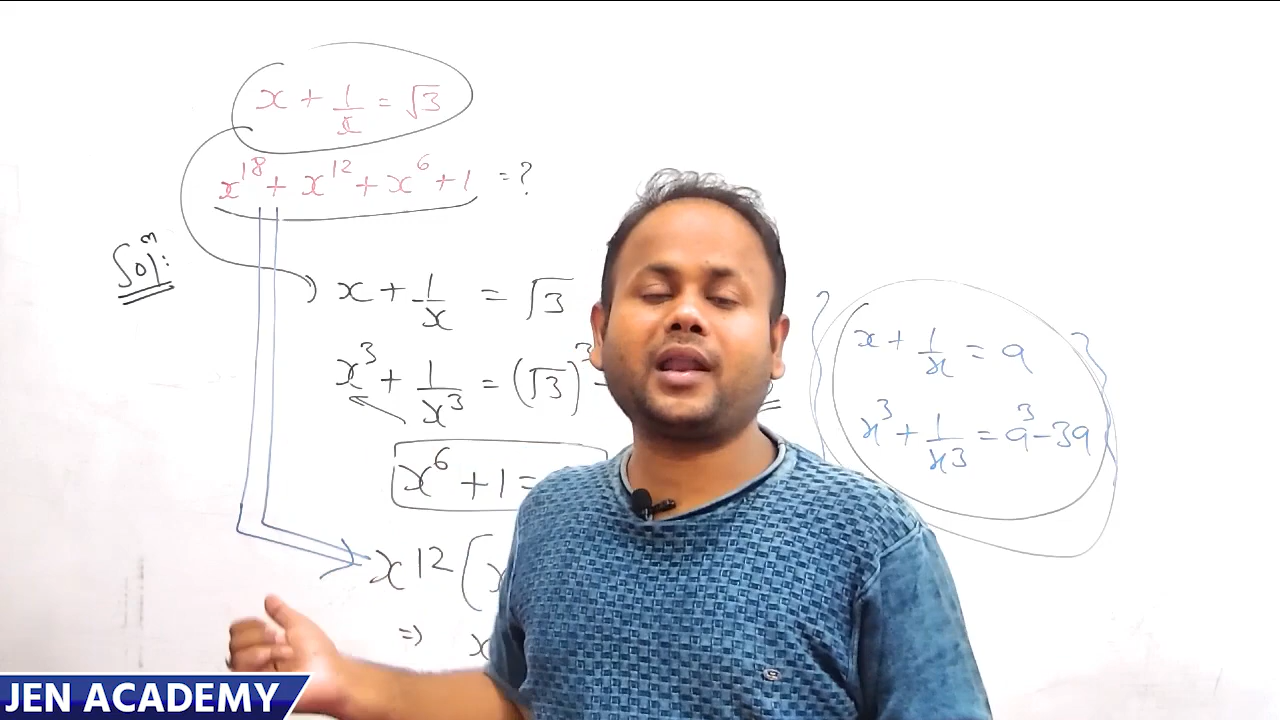 x + 1/x = √3
x^18 + x^12 + x^6 + 1 = ?
Sol^n:
x + 1/x = √3
x^3 + 1/x^3 = (√3)^3 -
x^6 + 1 =
x^12 (x
⇒ x
x + 1/x = a
x^3 + 1/x^3 = a^3 - 3a
JEN ACADEMY